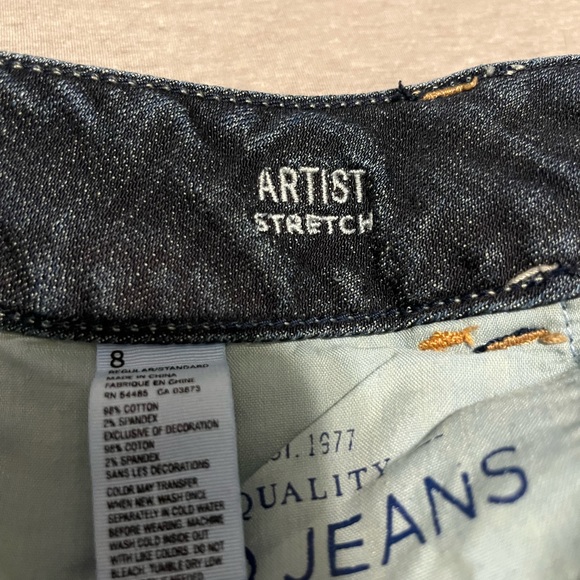 ARTIST
STRETCH
8
REGULAR/STANDARD
MADE IN CHINA
FABRIQUE EN CHINE
RN 54485 CA 03873
98% COTTON
2% SPANDEX
EXCLUSIVE OF DECORATION
98% COTON
2% SPANDEX
SANS LES DÉCORATIONS
COLOR MAY TRANSFER
WHEN NEW. WASH ONCE
SEPARATELY IN COLD WATER
BEFORE WEARING. MACHINE
WASH COLD INSIDE OUT
WITH LIKE COLORS. DO NOT
BLEACH. TUMBLE DRY LOW
1977
QUALITY
JEANS